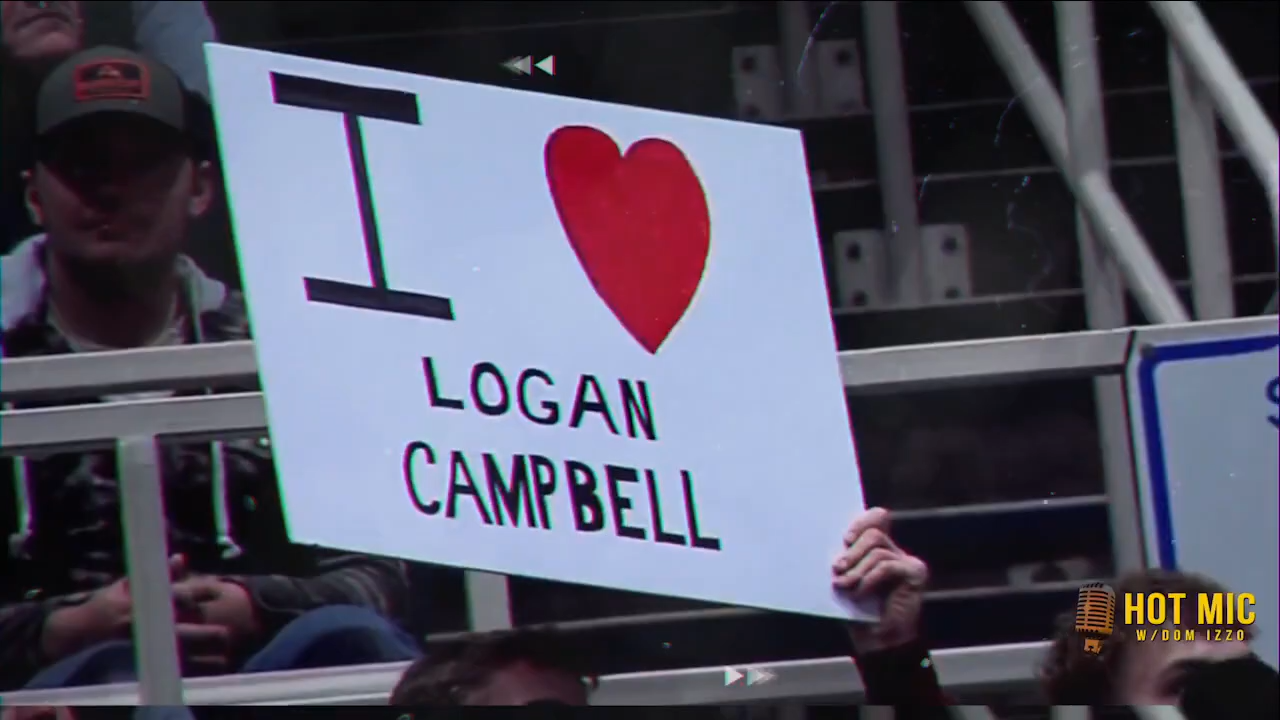 I
LOGAN
CAMPBELL
HOT MIC
W/DOM IZZO